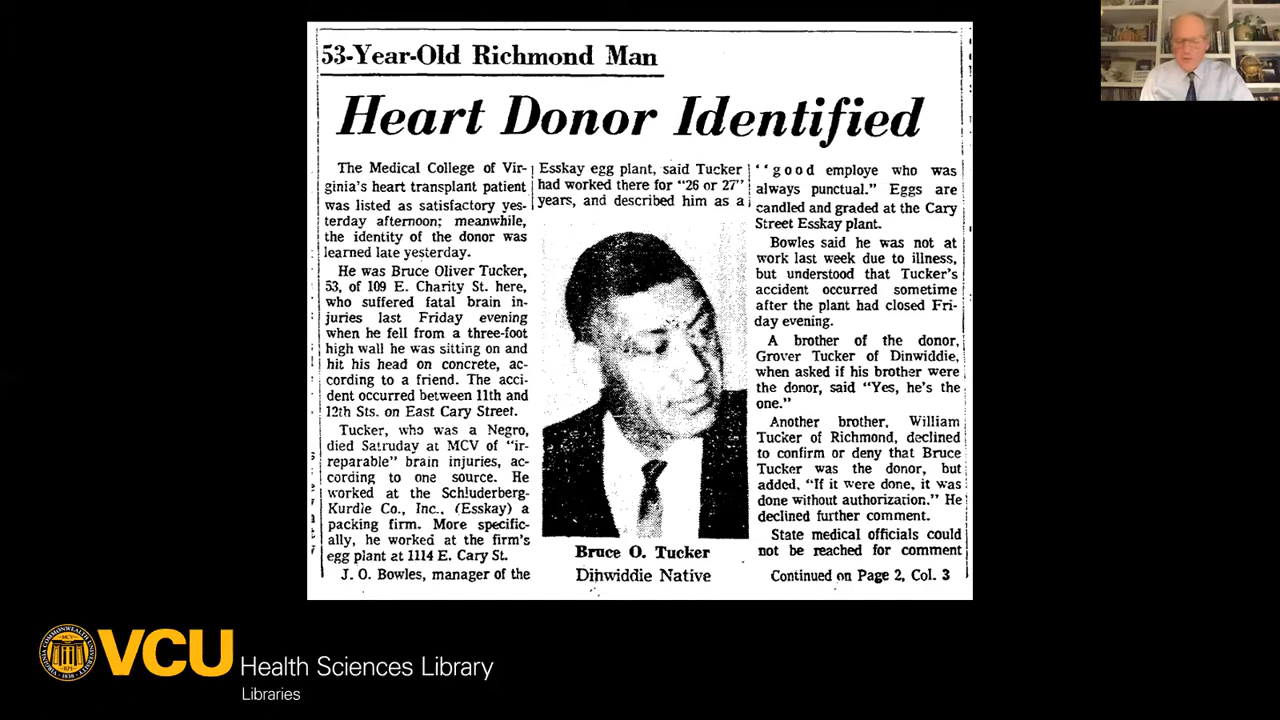 53-Year-Old Richmond Man
Heart Donor Identified
The Medical College of Vir-
ginia's heart transplant patient
was listed as satisfactory yes-
terday afternoon; meanwhile,
the identity of the donor was
learned late yesterday.
He was Bruce Oliver Tucker,
53, of 109 E. Charity St. here,
who suffered fatal brain in-
juries last Friday evening
when he fell from a three-foot
high wall he was sitting on and
hit his head on concrete, ac-
cording to a friend. The acci-
dent occurred between 11th and
12th Sts. on East Cary Street.
Tucker, who was a Negro,
died Satruday at MCV of "ir-
reparable" brain injuries, ac-
cording to one source. He
worked at the Schluderberg-
Kurdie Co., Inc., (Esskay) a
packing firm. More specific-
ally, he worked at the firm's
egg plant at 1114 E. Cary St.
J. O. Bowles, manager of the
Esskay egg plant, said Tucker
had worked there for "26 or 27"
years, and described him as a
"good employe who was
always punctual." Eggs are
candled and graded at the Cary
Street Esskay plant.
Bowles said he was not at
work last week due to illness,
but understood that Tucker's
accident occurred sometime
after the plant had closed Fri-
day evening.
A brother of the donor,
Grover Tucker of Dinwiddie,
when asked if his brother were
the donor, said "Yes, he's the
one."
Another brother, William
Tucker of Richmond, declined
to confirm or deny that Bruce
Tucker was the donor, but
added, "If it were done, it was
done without authorization." He
declined further comment.
State medical officials could
not be reached for comment
Continued on Page 2, Col. 3
Bruce O. Tucker
Dinwiddie Native
VCU Health Sciences Library
Libraries